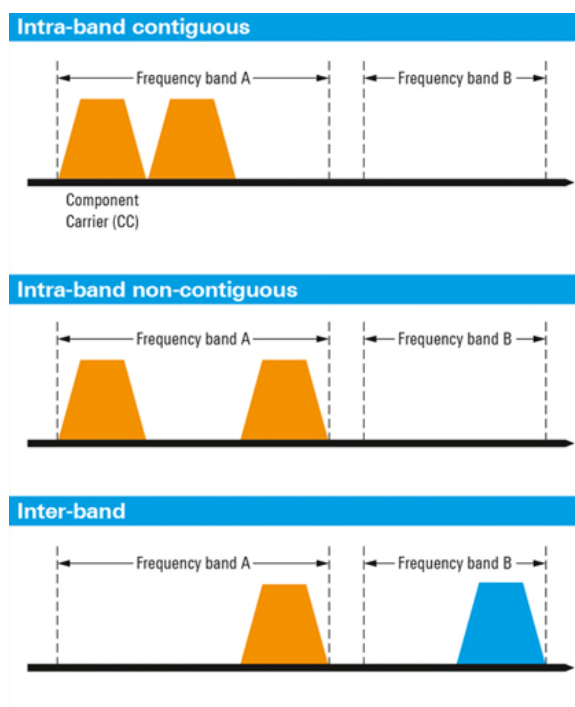 Intra-band contiguous
Frequency band A
Frequency band B
Component
Carrier (CC)
Intra-band non-contiguous
Frequency band A
Frequency band B
Inter-band
Frequency band A
Frequency band B